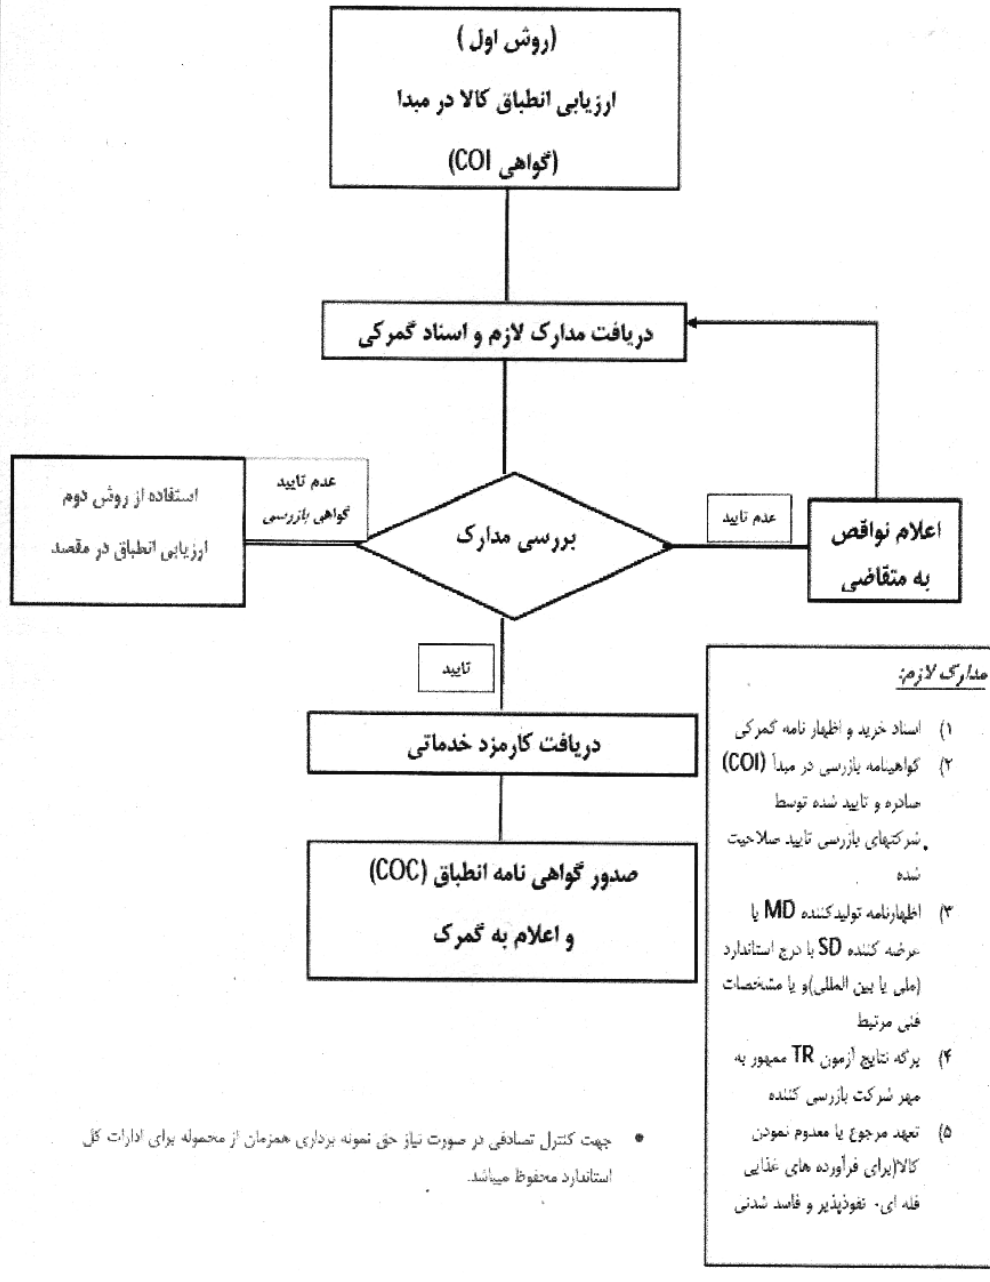 (روش اول )
ارزیابی انطباق کالا در مبدا
(گواهی COI)
دریافت مدارک لازم و اسناد گمرکی
استفاده از روش دوم
ارزیابی انطباق در مقصد
عدم تایید
گواهی بازرسی
بررسی مدارک
عدم تایید
اعلام نواقص
به متقاضی
تایید
دریافت کارمزد خدماتی
صدور گواهی نامه انطباق (COC)
و اعلام به گمرک
مدارک لازم:
۱) اسناد خرید و اظهار نامه گمرکی
۲) گواهینامه بازرسی در مبدأ (COI)
صادره و تایید شده توسط
شرکتهای بازرسی تایید صلاحیت
شده
۳) اظهارنامه تولیدکننده MD یا
عرضه کننده SD با درج استاندارد
(ملی یا بین المللی)و یا مشخصات
فنی مرتبط
۴) برگه نتایج آزمون TR ممهور به
مهر شرکت بازرسی کننده
۵) تعهد مرجوع یا معدوم نمودن
کالا(برای فرآورده های غذایی
فله ای- نفوذپذیر و فاسد شدنی
• جهت کنترل تصادفی در صورت نیاز حق نمونه برداری همزمان از محموله برای ادارات کل
استاندارد محفوظ میباشد.